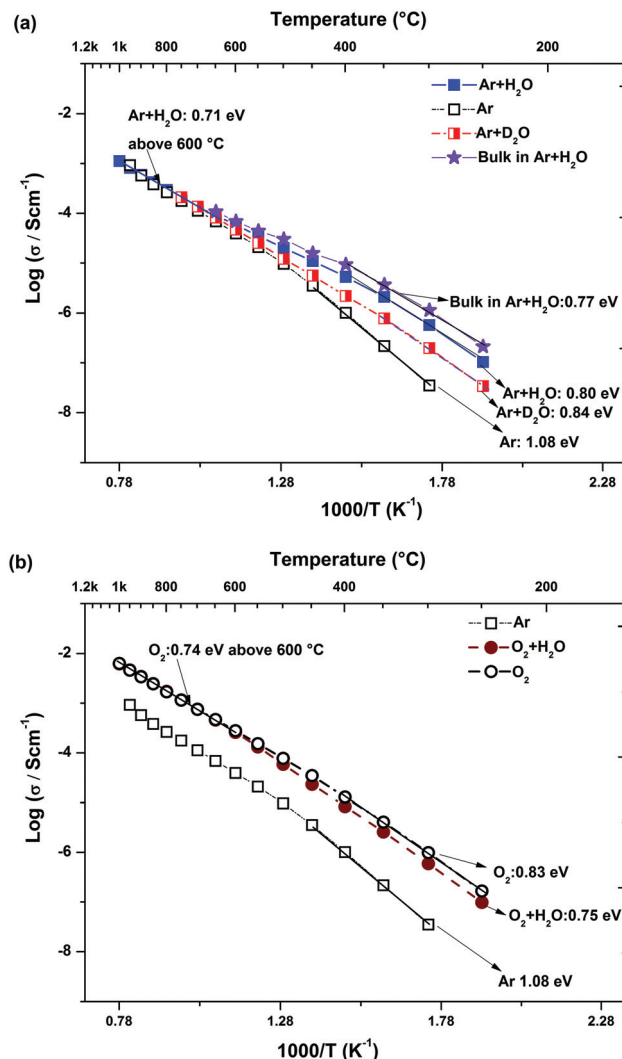 (a)
Temperature (°C)
1.2k 1k 800 600 400 200
Ar+H₂O: 0.71 eV
above 600 °C
Ar+H₂O
Ar
Ar+D₂O
Bulk in Ar+H₂O
-2
-4
-6
-8
Log (σ / Scm⁻¹)
Bulk in Ar+H₂O:0.77 eV
Ar+H₂O: 0.80 eV
Ar+D₂O: 0.84 eV
Ar: 1.08 eV
0.78 1.28 1.78 2.28
1000/T (K⁻¹)
(b)
Temperature (°C)
1.2k 1k 800 600 400 200
O₂:0.74 eV above 600 °C
Ar
O₂+H₂O
O₂
-2
-4
-6
-8
Log (σ / Scm⁻¹)
O₂:0.83 eV
O₂+H₂O:0.75 eV
Ar 1.08 eV
0.78 1.28 1.78 2.28
1000/T (K⁻¹)